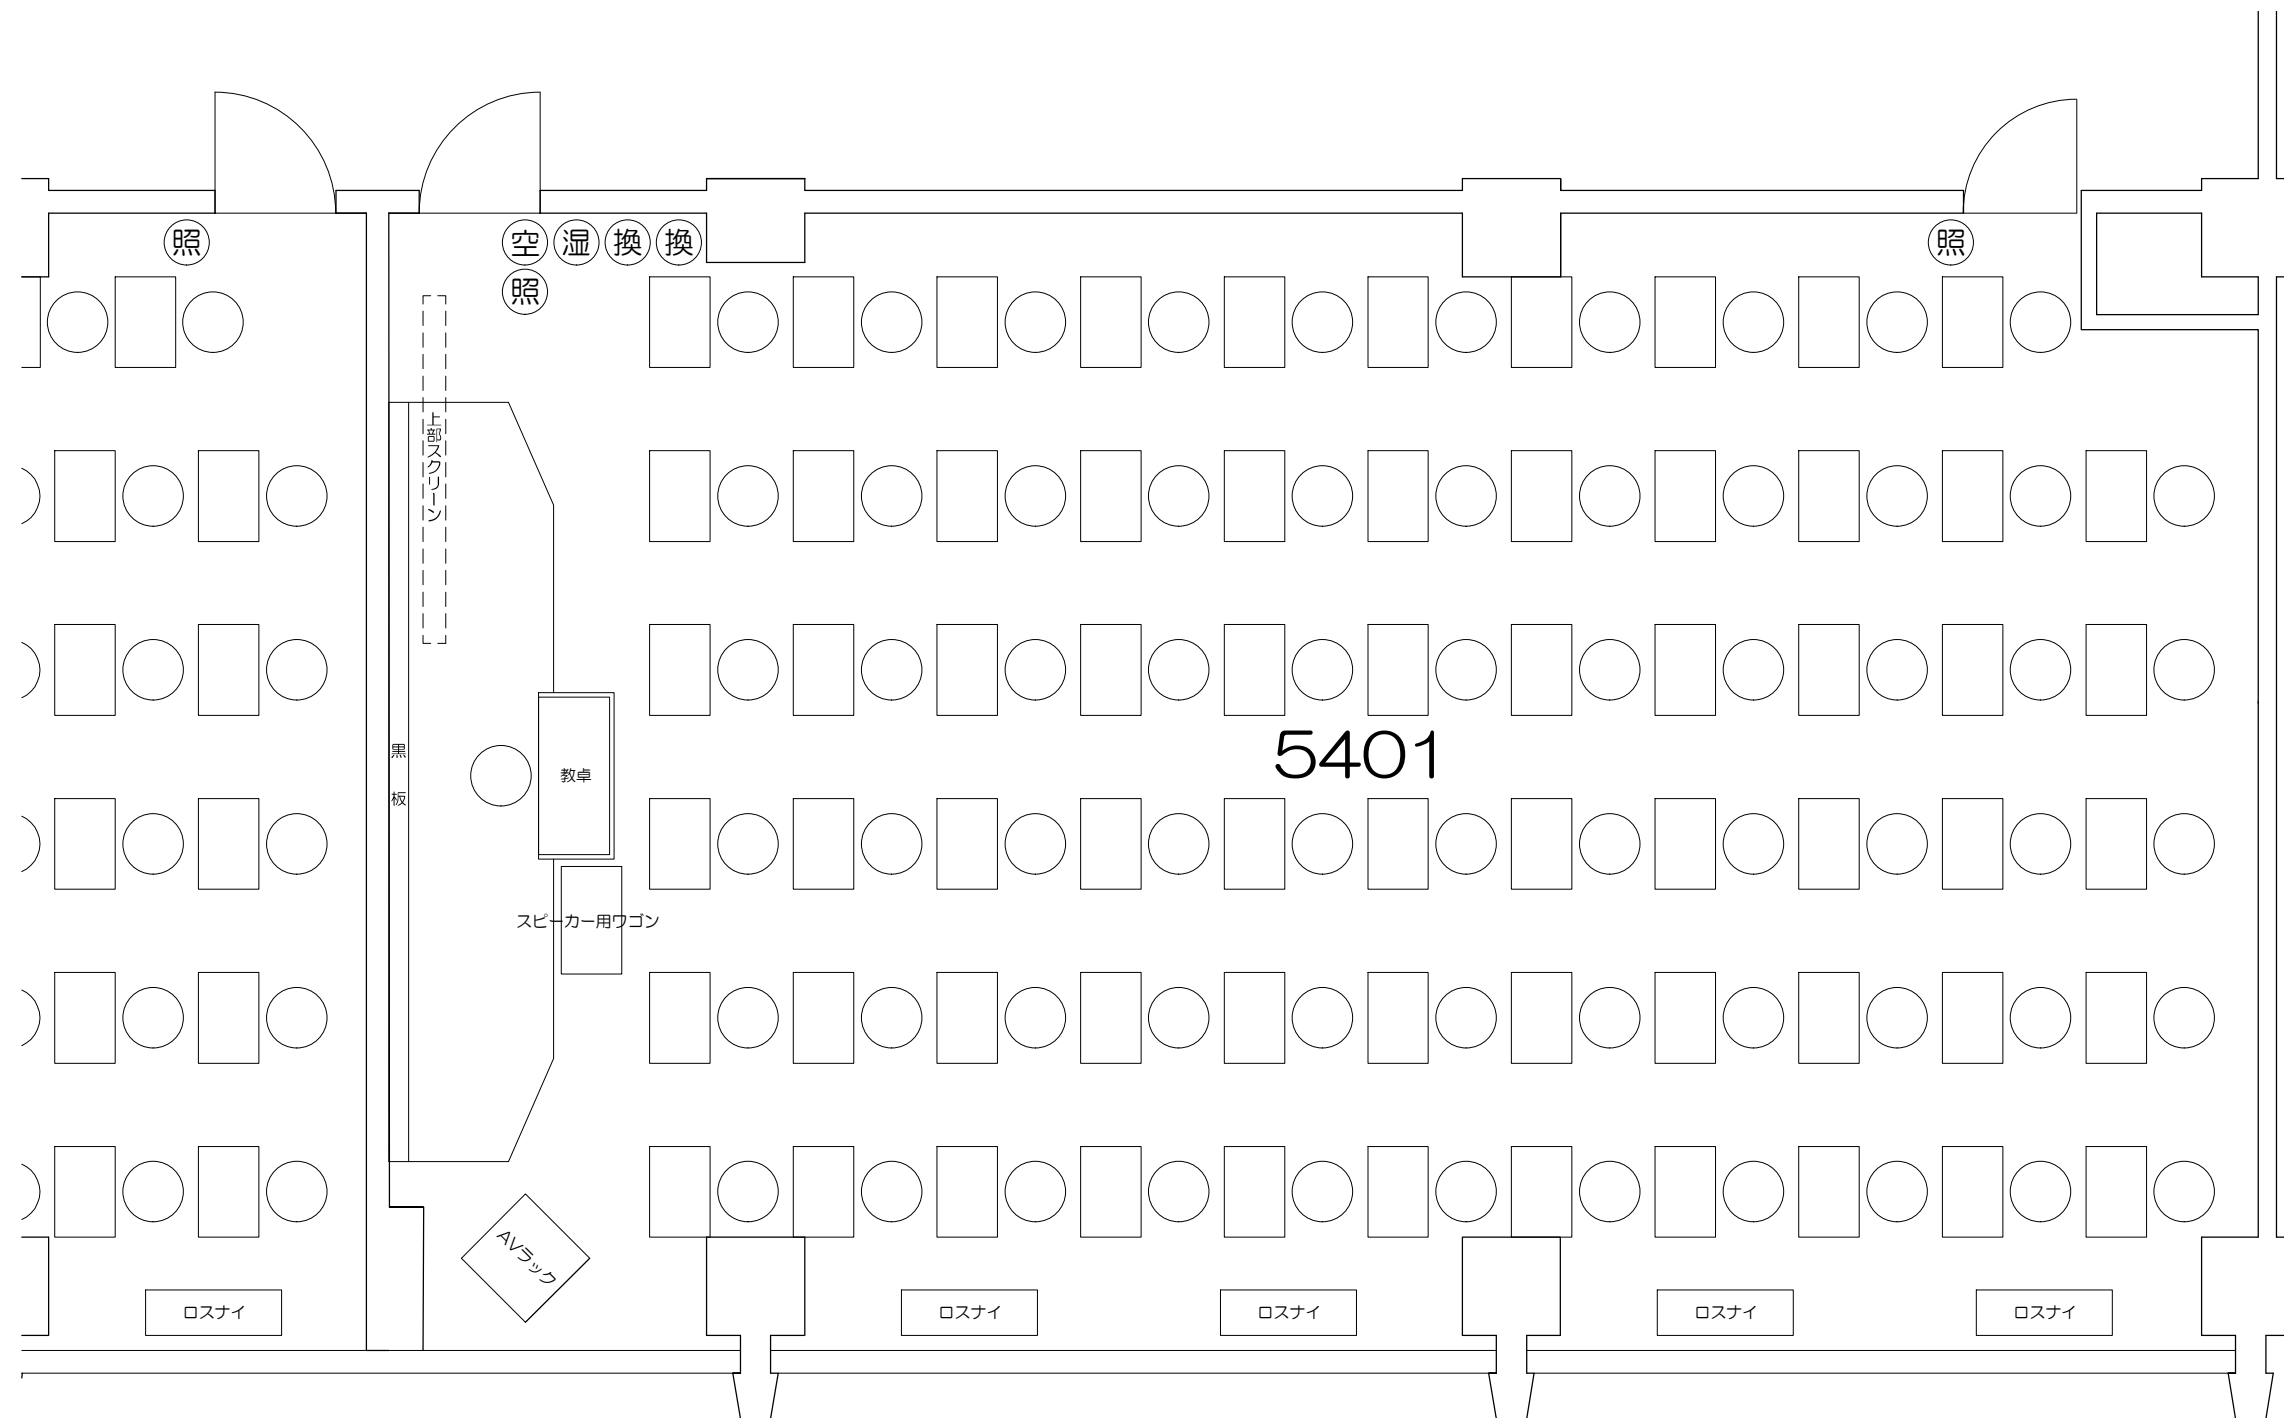 照
空 湿 換 換
照
照
上部スクリーン
黒板
教卓
5401
スピーカー用ワゴン
AVラック
ロスナイ
ロスナイ
ロスナイ
ロスナイ
ロスナイ